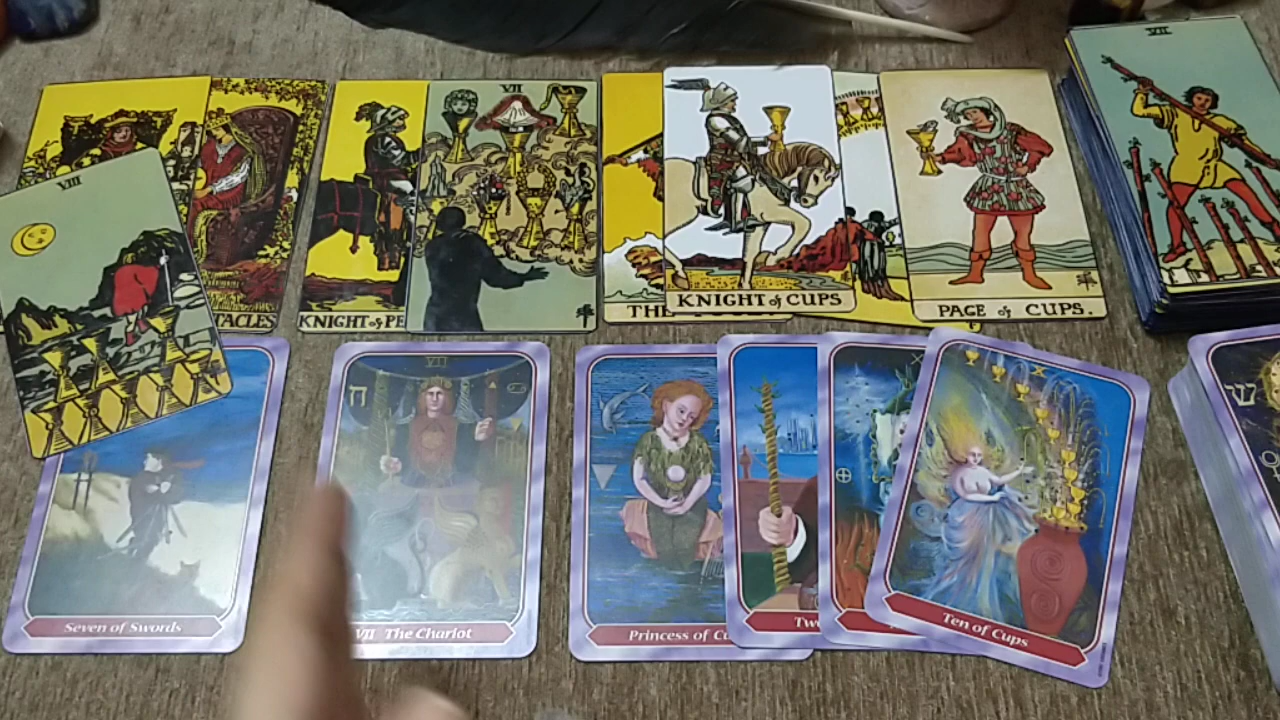 VII
VII
VIII
TACLES
KNIGHT of PE
THE
KNIGHT of CUPS
PAGE of CUPS.
VII
X
Seven of Swords
VII The Chariot
Princess of Cu
Tw
Ten of Cups